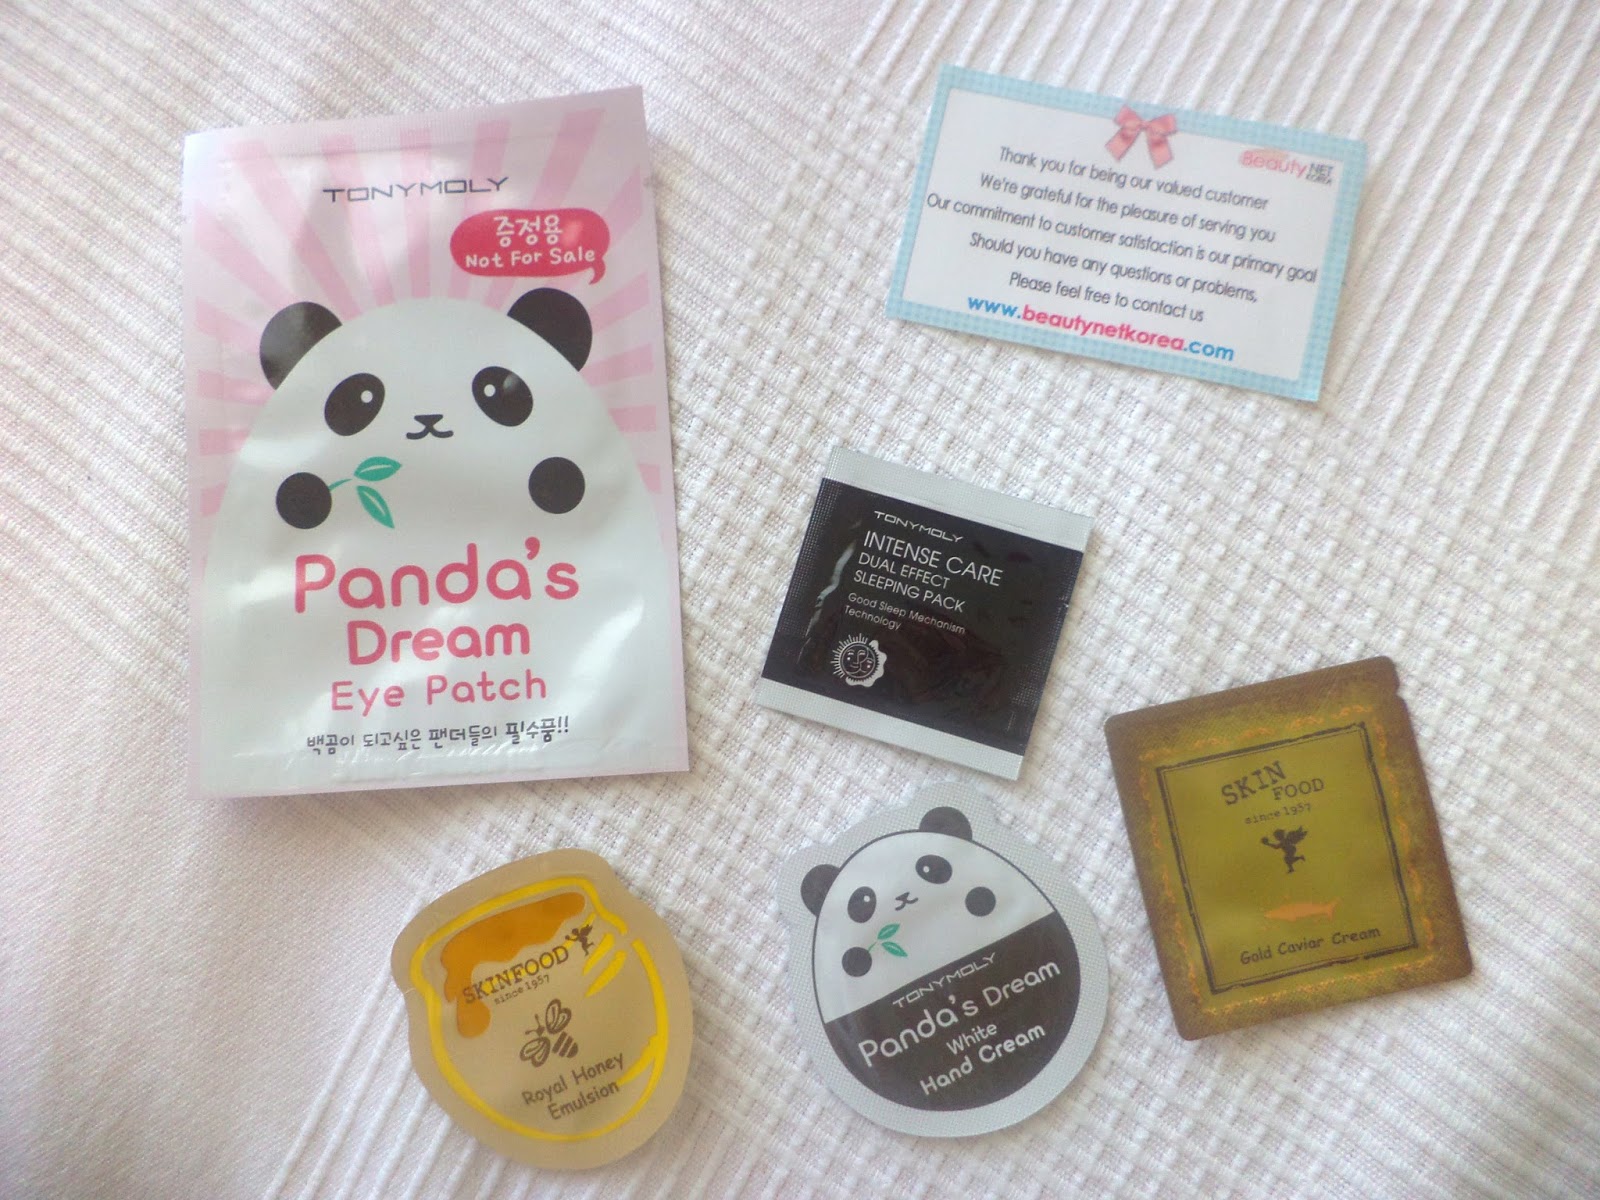 TONYMOLY
증정용
Not For Sale
Panda's
Dream
Eye Patch
백곰이 되고싶은 팬더들의 필수품!!
Beauty NET
KOREA
Thank you for being our valued customer
We're grateful for the pleasure of serving you
Our commitment to customer satisfaction is our primary goal
Should you have any questions or problems,
Please feel free to contact us
www.beautynetkorea.com
TONYMOLY
INTENSE CARE
DUAL EFFECT
SLEEPING PACK
Good Sleep Mechanism
Technology
SKIN
FOOD
since 1957
Gold Caviar Cream
SKINFOOD
since 1957
Royal Honey
Emulsion
TONYMOLY
Panda's Dream
White
Hand Cream